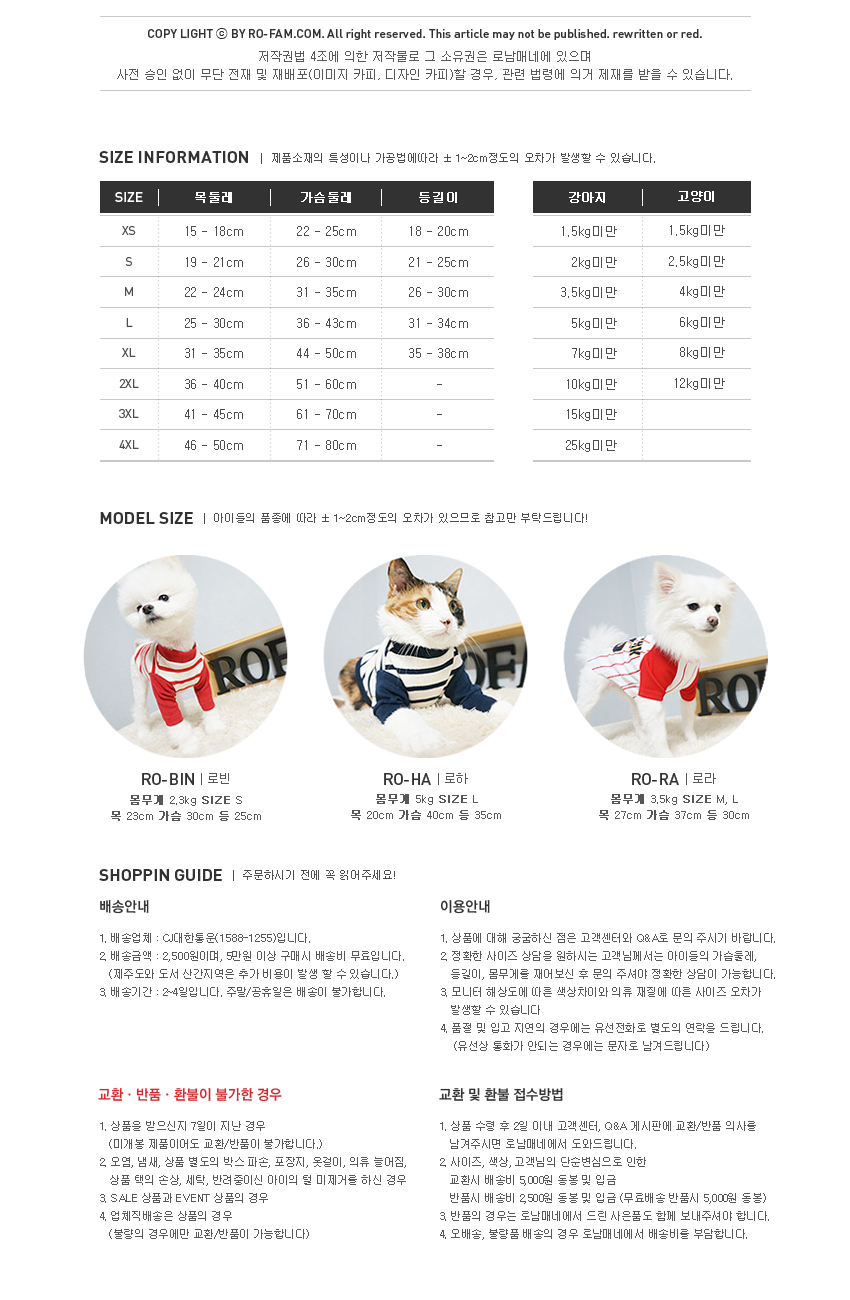 COPY LIGHT ⓒ BY RO-FAM.COM. All right reserved. This article may not be published. rewritten or red.
저작권법 4조에 의한 저작물로 그 소유권은 로남매네에 있으며
사전 승인 없이 무단 전재 및 재배포(이미지 카피, 디자인 카피)할 경우, 관련 법령에 의거 제재를 받을 수 있습니다.
SIZE INFORMATION | 제품소재의 특성이나 가공법에따라 ± 1~2cm정도의 오차가 발생할 수 있습니다.
SIZE 목둘레 가슴둘레 등길이 강아지 고양이
XS 15 - 18cm 22 - 25cm 18 - 20cm 1.5kg미만 1.5kg미만
S 19 - 21cm 26 - 30cm 21 - 25cm 2kg미만 2.5kg미만
M 22 - 24cm 31 - 35cm 26 - 30cm 3.5kg미만 4kg미만
L 25 - 30cm 36 - 43cm 31 - 34cm 5kg미만 6kg미만
XL 31 - 35cm 44 - 50cm 35 - 38cm 7kg미만 8kg미만
2XL 36 - 40cm 51 - 60cm - 10kg미만 12kg미만
3XL 41 - 45cm 61 - 70cm - 15kg미만
4XL 46 - 50cm 71 - 80cm - 25kg미만
MODEL SIZE | 아이들의 품종에 따라 ± 1~2cm정도의 오차가 있으므로 참고만 부탁드립니다!
RO-BIN | 로빈
몸무게 2.3kg SIZE S
목 23cm 가슴 30cm 등 25cm
RO-HA | 로하
몸무게 5kg SIZE L
목 20cm 가슴 40cm 등 35cm
RO-RA | 로라
몸무게 3.5kg SIZE M, L
목 27cm 가슴 37cm 등 30cm
SHOPPIN GUIDE | 주문하시기 전에 꼭 읽어주세요!
배송안내
1. 배송업체 : CJ대한통운(1588-1255)입니다.
2. 배송금액 : 2,500원이며, 5만원 이상 구매시 배송비 무료입니다.
(제주도와 도서 산간지역은 추가 비용이 발생 할 수 있습니다.)
3. 배송기간 : 2~4일입니다. 주말/공휴일은 배송이 불가합니다.
이용안내
1. 상품에 대해 궁굼하신 점은 고객센터와 Q&A로 문의 주시기 바랍니다.
2. 정확한 사이즈 상담을 원하시는 고객님께서는 아이들의 가슴둘레,
등길이, 몸무게를 재어보신 후 문의 주셔야 정확한 상담이 가능합니다.
3. 모니터 해상도에 따른 색상차이와 의류 재질에 따른 사이즈 오차가
발생할 수 있습니다
4. 품절 및 입고 지연의 경우에는 유선전화로 별도의 연락을 드립니다.
(유선상 통화가 안되는 경우에는 문자로 남겨드립니다)
교환 · 반품 · 환불이 불가한 경우
1. 상품을 받으신지 7일이 지난 경우
(미개봉 제품이어도 교환/반품이 불가합니다.)
2. 오염, 냄새, 상품 별도의 박스 파손, 포장지, 옷걸이, 의류 늘어짐,
상품 택의 손상, 세탁, 반려중이신 아이의 털 미제거를 하신 경우
3. SALE 상품과 EVENT 상품의 경우
4. 업체직배송은 상품의 경우
(불량의 경우에만 교환/반품이 가능합니다)
교환 및 환불 접수방법
1. 상품 수령 후 2일 이내 고객센터, Q&A 게시판에 교환/반품 의사를
남겨주시면 로남매네에서 도와드립니다.
2. 사이즈, 색상, 고객님의 단순변심으로 인한
교환시 배송비 5,000원 동봉 및 입금
반품시 배송비 2,500원 동봉 및 입금 (무료배송 반품시 5,000원 동봉)
3. 반품의 경우는 로남매네에서 드린 사은품도 함께 보내주셔야 합니다.
4. 오배송, 불량품 배송의 경우 로남매네에서 배송비를 부담합니다.